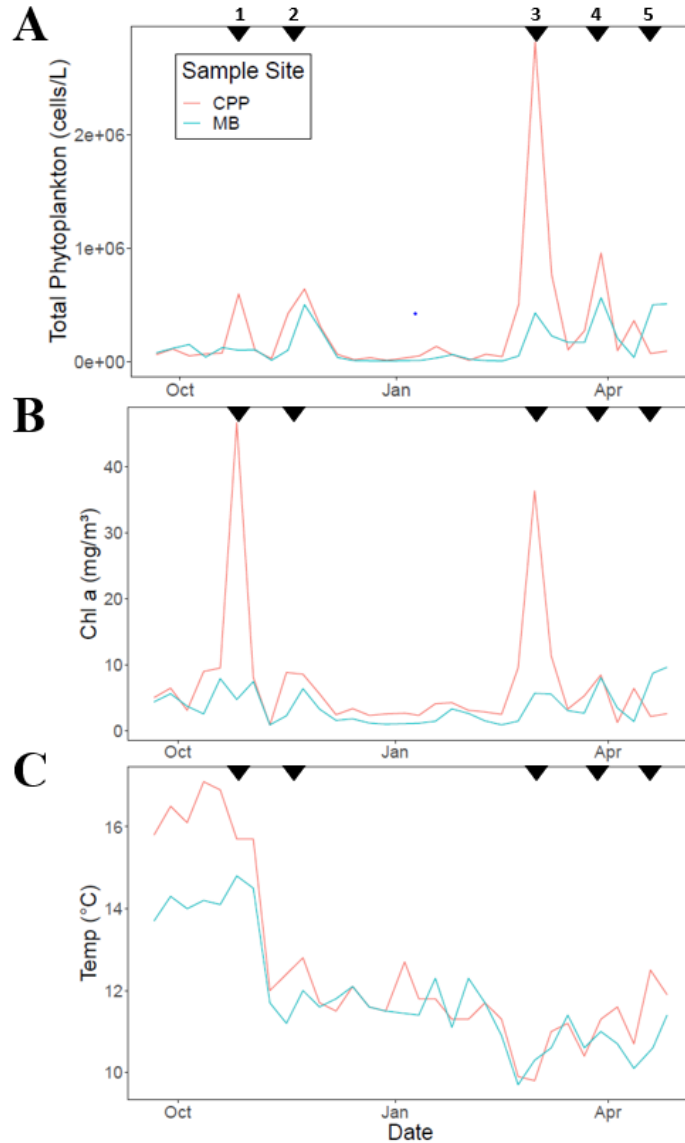 A
1 2 3 4 5
Total Phytoplankton (cells/L)
2e+06
1e+06
0e+00
Sample Site
CPP
MB
Oct Jan Apr
B
Chl a (mg/m³)
40
30
20
10
0
Oct Jan Apr
C
Temp (°C)
16
14
12
10
Oct Jan Apr
Date